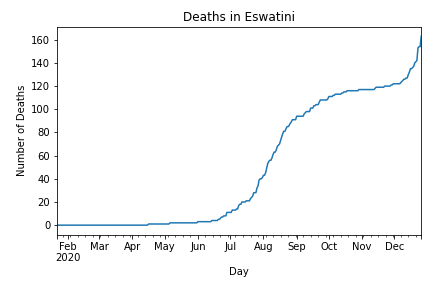 Deaths in Eswatini
160
140
120
100
80
60
40
20
0
Number of Deaths
Feb Mar Apr May Jun Jul Aug Sep Oct Nov Dec
2020
Day